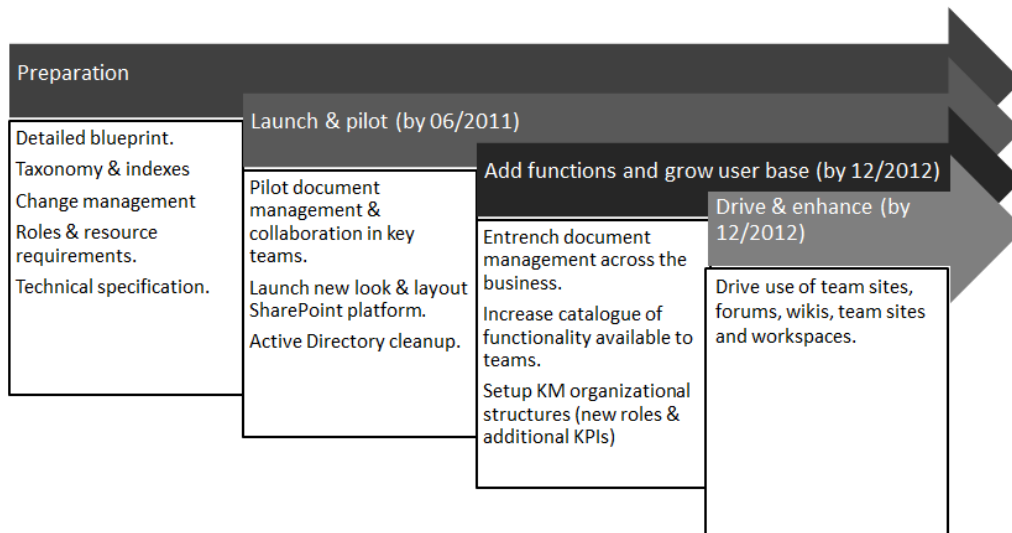 Preparation
Detailed blueprint.
Taxonomy & indexes
Change management
Roles & resource
requirements.
Technical specification.
Launch & pilot (by 06/2011)
Pilot document
management &
collaboration in key
teams.
Launch new look & layout
SharePoint platform.
Active Directory cleanup.
Add functions and grow user base (by 12/2012)
Entrench document
management across the
business.
Increase catalogue of
functionality available to
teams.
Setup KM organizational
structures (new roles &
additional KPIs)
Drive & enhance (by
12/2012)
Drive use of team sites,
forums, wikis, team sites
and workspaces.